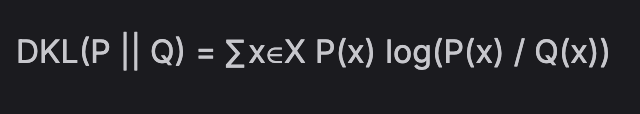 DKL(P || Q) = ∑x∈X P(x) log(P(x) / Q(x))